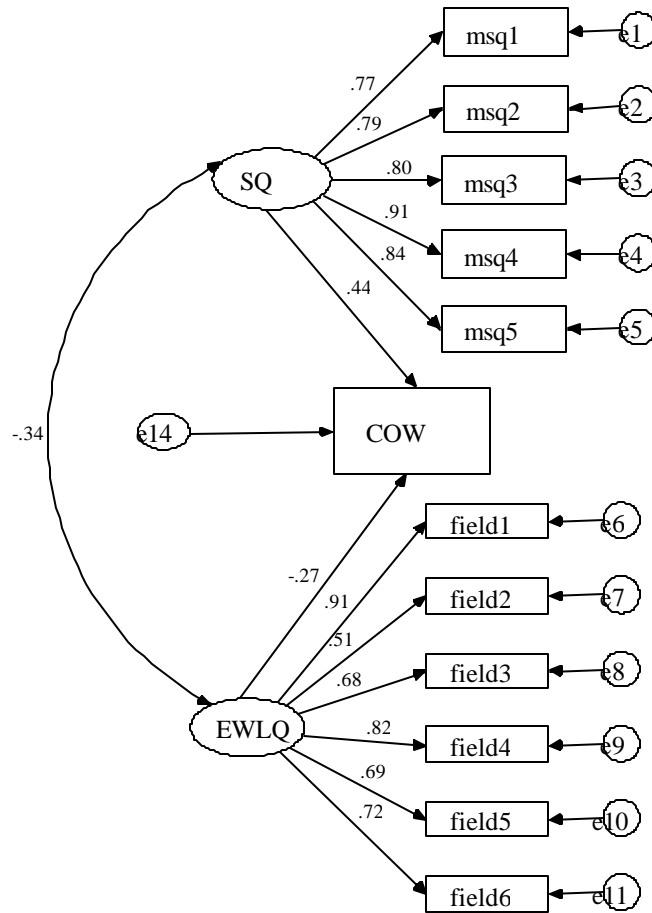 msq1
e1
.77
msq2
e2
.79
SQ
.80
msq3
e3
.91
msq4
e4
.84
.44
msq5
e5
-.34
e14
COW
field1
e6
-.27
.91
field2
e7
.51
field3
e8
.68
EWLQ
.82
field4
e9
.69
.72
field5
e10
field6
e11